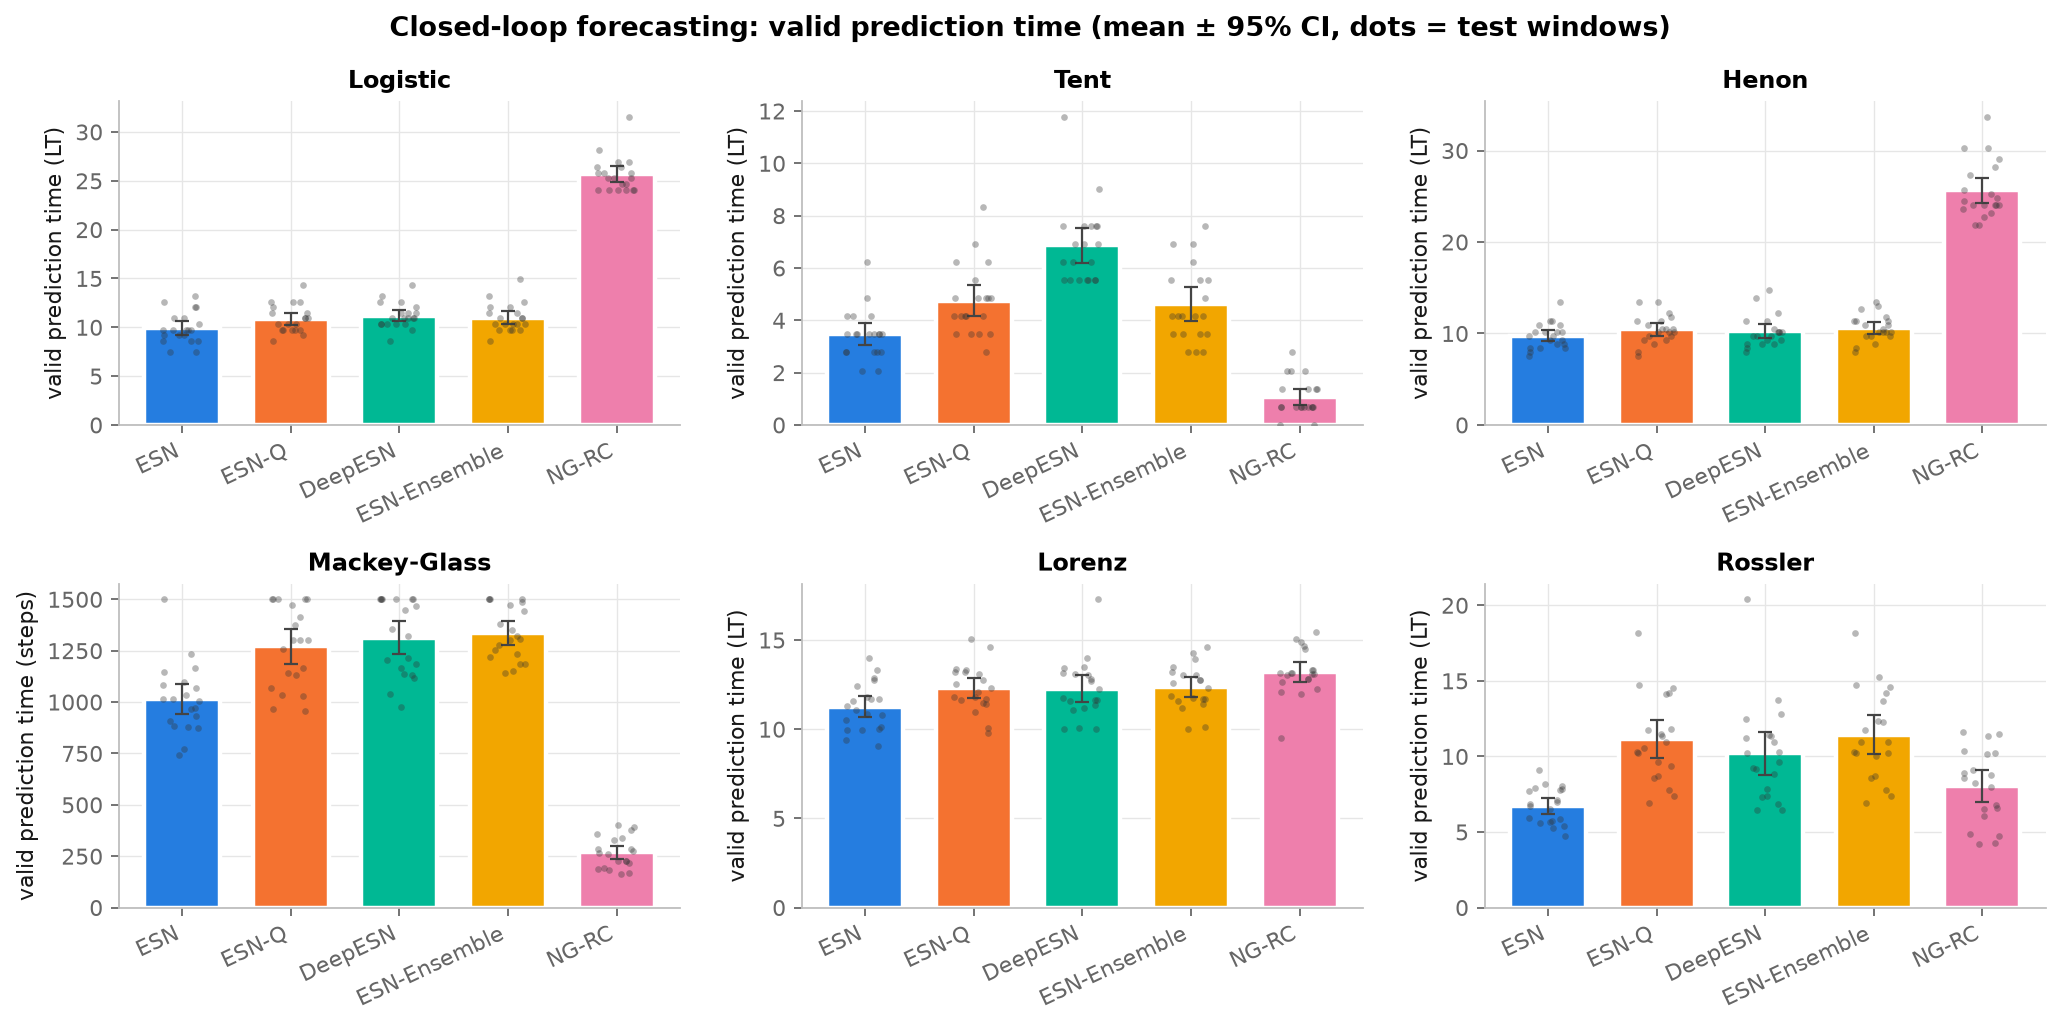 Closed-loop forecasting: valid prediction time (mean ± 95% CI, dots = test windows)
Logistic
valid prediction time (LT)
30
25
20
15
10
5
0
ESN
ESN-Q
DeepESN
ESN-Ensemble
NG-RC
Tent
valid prediction time (LT)
12
10
8
6
4
2
0
ESN
ESN-Q
DeepESN
ESN-Ensemble
NG-RC
Henon
valid prediction time (LT)
30
20
10
0
ESN
ESN-Q
DeepESN
ESN-Ensemble
NG-RC
Mackey-Glass
valid prediction time (steps)
1500
1250
1000
750
500
250
0
ESN
ESN-Q
DeepESN
ESN-Ensemble
NG-RC
Lorenz
valid prediction time (LT)
15
10
5
0
ESN
ESN-Q
DeepESN
ESN-Ensemble
NG-RC
Rossler
valid prediction time (LT)
20
15
10
5
0
ESN
ESN-Q
DeepESN
ESN-Ensemble
NG-RC